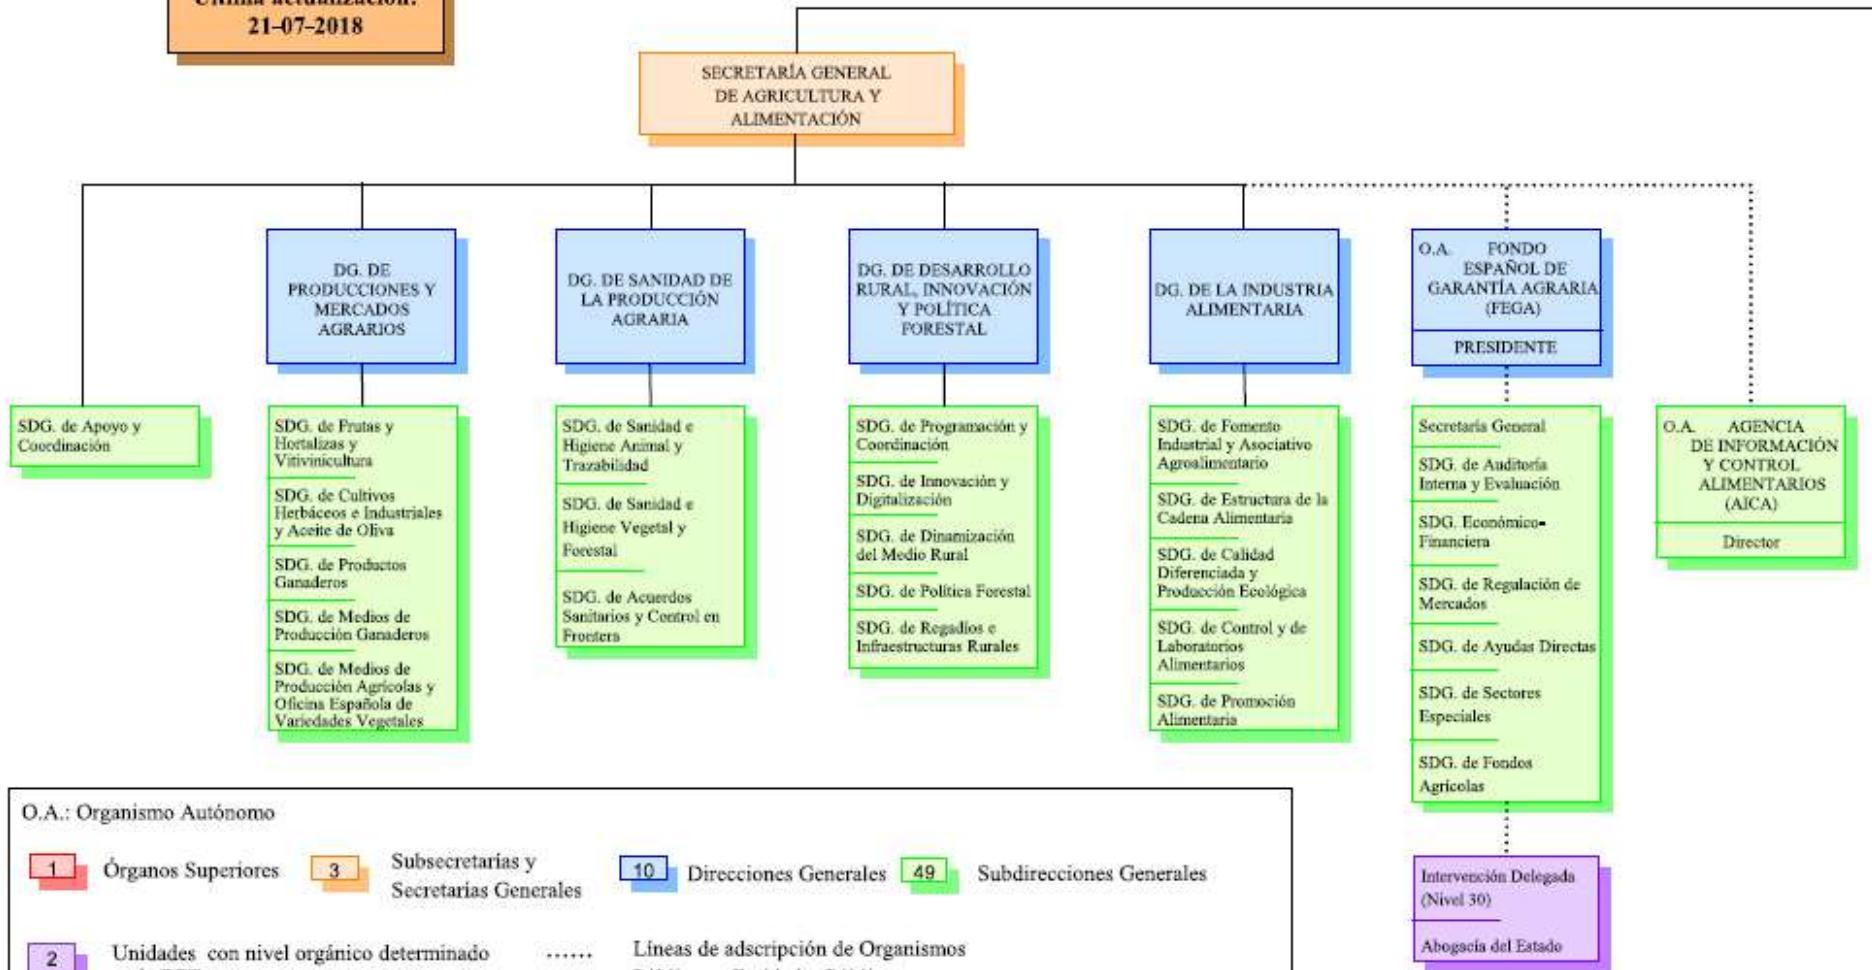 Última actualización:
21-07-2018
SECRETARÍA GENERAL
DE AGRICULTURA Y
ALIMENTACIÓN
DG. DE
PRODUCCIONES Y
MERCADOS
AGRARIOS
DG. DE SANIDAD DE
LA PRODUCCIÓN
AGRARIA
DG. DE DESARROLLO
RURAL, INNOVACIÓN
Y POLÍTICA
FORESTAL
DG. DE LA INDUSTRIA
ALIMENTARIA
O.A. FONDO
ESPAÑOL DE
GARANTÍA AGRARIA
(FEGA)
PRESIDENTE
SDG. de Apoyo y
Coordinación
SDG. de Frutas y
Hortalizas y
Vitivinicultura
SDG. de Cultivos
Herbáceos e Industriales
y Aceite de Oliva
SDG. de Productos
Ganaderos
SDG. de Medios de
Producción Ganaderos
SDG. de Medios de
Producción Agrícolas y
Oficina Española de
Variedades Vegetales
SDG. de Sanidad e
Higiene Animal y
Trazabilidad
SDG. de Sanidad e
Higiene Vegetal y
Forestal
SDG. de Acuerdos
Sanitarios y Control en
Frontera
SDG. de Programación y
Coordinación
SDG. de Innovación y
Digitalización
SDG. de Dinamización
del Medio Rural
SDG. de Política Forestal
SDG. de Regadíos e
Infraestructuras Rurales
SDG. de Fomento
Industrial y Asociativo
Agroalimentario
SDG. de Estructura de la
Cadena Alimentaria
SDG. de Calidad
Diferenciada y
Producción Ecológica
SDG. de Control y de
Laboratorios
Alimentarios
SDG. de Promoción
Alimentaria
Secretaría General
SDG. de Auditoría
Interna y Evaluación
SDG. Económico-
Financiera
SDG. de Regulación de
Mercados
SDG. de Ayudas Directas
SDG. de Sectores
Especiales
SDG. de Fondos
Agrícolas
O.A. AGENCIA
DE INFORMACIÓN
Y CONTROL
ALIMENTARIOS
(AICA)
Director
Intervención Delegada
(Nivel 30)
Abogacía del Estado
O.A.: Organismo Autónomo
1 Órganos Superiores
3 Subsecretarías y
Secretarias Generales
10 Direcciones Generales
49 Subdirecciones Generales
2 Unidades con nivel orgánico determinado
...... Líneas de adscripción de Organismos